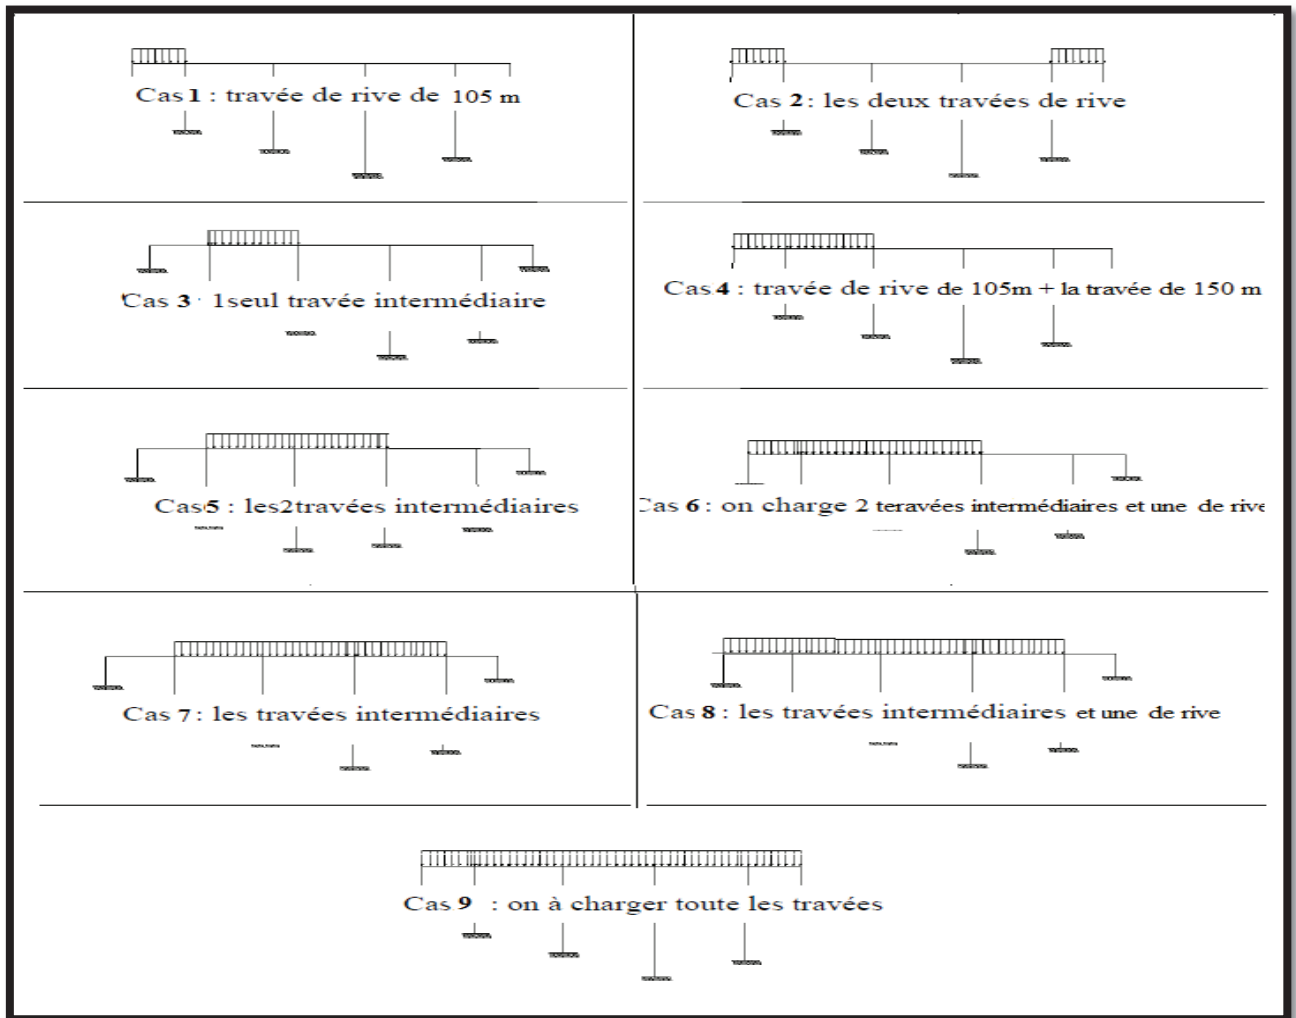 Cas 1 : travée de rive de 105 m
Cas 2 : les deux travées de rive
Cas 3 · 1seul travée intermédiaire
Cas 4 : travée de rive de 105m + la travée de 150 m
Cas 5 : les2travées intermédiaires
Cas 6 : on charge 2 teravées intermédiaires et une de rive
Cas 7 : les travées intermédiaires
Cas 8 : les travées intermédiaires et une de rive
Cas 9 : on à charger toute les travées